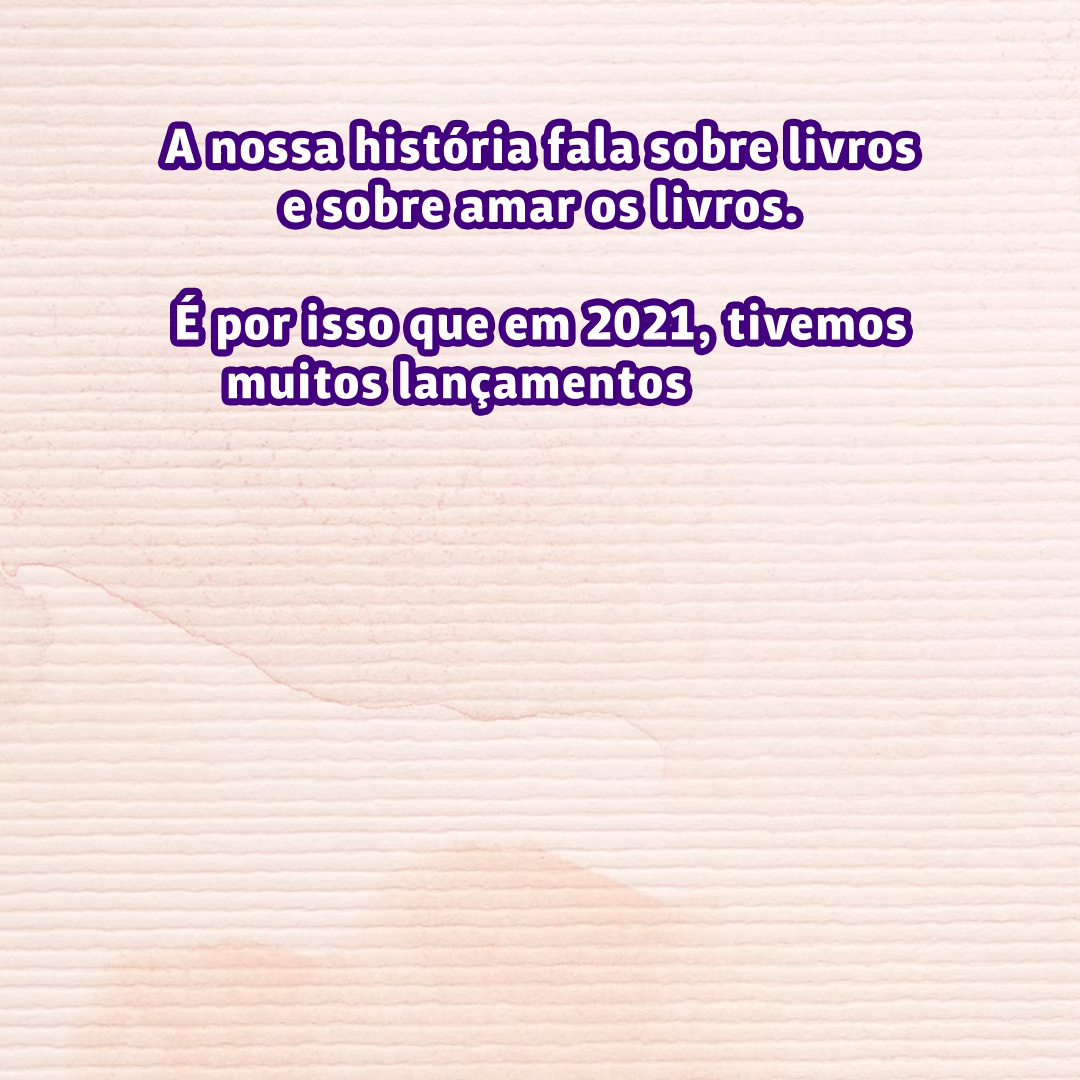 A nossa história fala sobre livros
e sobre amar os livros.
É por isso que em 2021, tivemos
muitos lançamentos